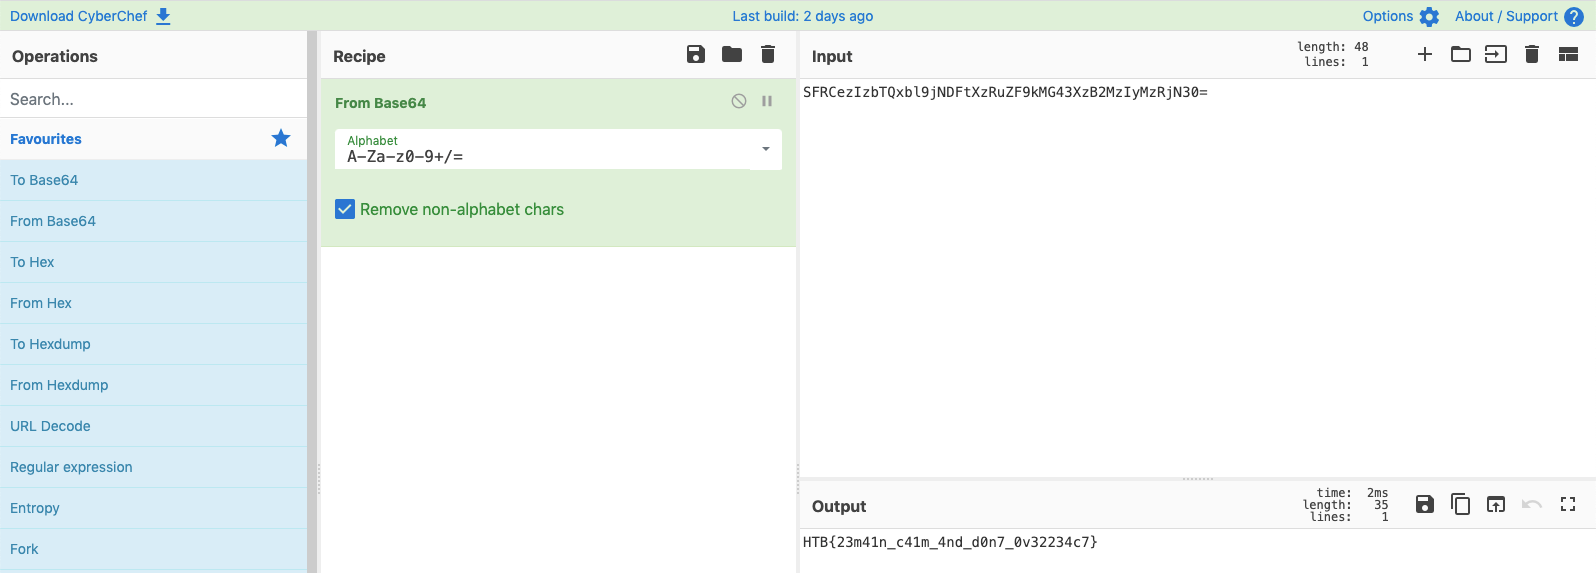 Download CyberChef
Last build: 2 days ago
Options
About / Support ?
Operations
Search...
Favourites
To Base64
From Base64
To Hex
From Hex
To Hexdump
From Hexdump
URL Decode
Regular expression
Entropy
Fork
Recipe
From Base64
Alphabet
A-Za-z0-9+/=
Remove non-alphabet chars
Input
length: 48
lines: 1
SFRCezIzbTQxbl9jNDFtXzRuZF9kMG43XzB2MzIyMzRjN30=
Output
time: 2ms
length: 35
lines: 1
HTB{23m41n_c41m_4nd_d0n7_0v32234c7}